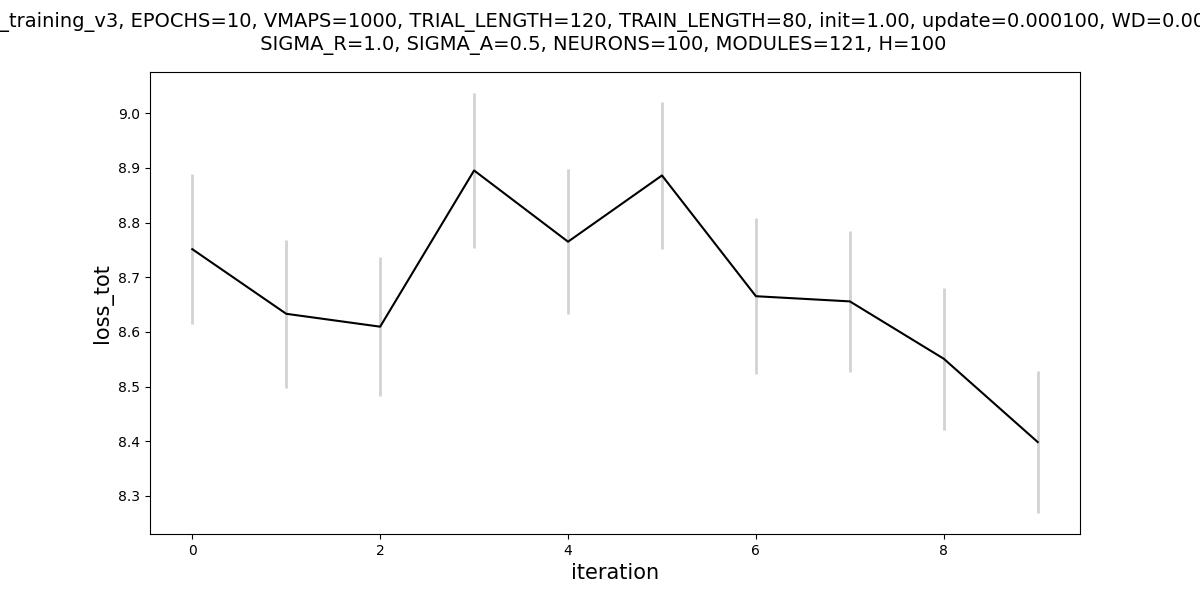 _training_v3, EPOCHS=10, VMAPS=1000, TRIAL_LENGTH=120, TRAIN_LENGTH=80, init=1.00, update=0.000100, WD=0.00
SIGMA_R=1.0, SIGMA_A=0.5, NEURONS=100, MODULES=121, H=100
9.0
8.9
8.8
8.7
8.6
8.5
8.4
8.3
loss_tot
0 2 4 6 8
iteration